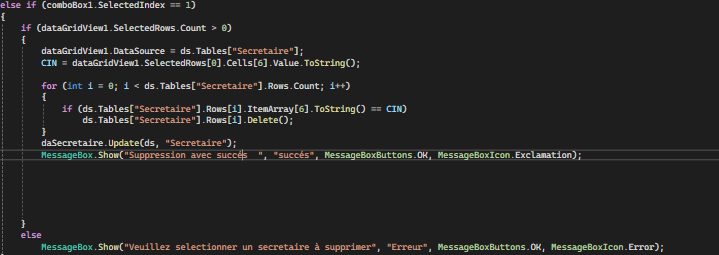 else if (comboBox1.SelectedIndex == 1)
{
if (dataGridView1.SelectedRows.Count > 0)
{
dataGridView1.DataSource = ds.Tables["Secretaire"];
CIN = dataGridView1.SelectedRows[0].Cells[6].Value.ToString();
for (int i = 0; i < ds.Tables["Secretaire"].Rows.Count; i++)
{
if (ds.Tables["Secretaire"].Rows[i].ItemArray[6].ToString() == CIN)
ds.Tables["Secretaire"].Rows[i].Delete();
}
daSecretaire.Update(ds, "Secretaire");
MessageBox.Show("Suppression avec succés  ", "succés", MessageBoxButtons.OK, MessageBoxIcon.Exclamation);
}
else
MessageBox.Show("Veuillez selectionner un secretaire à supprimer", "Erreur", MessageBoxButtons.OK, MessageBoxIcon.Error);